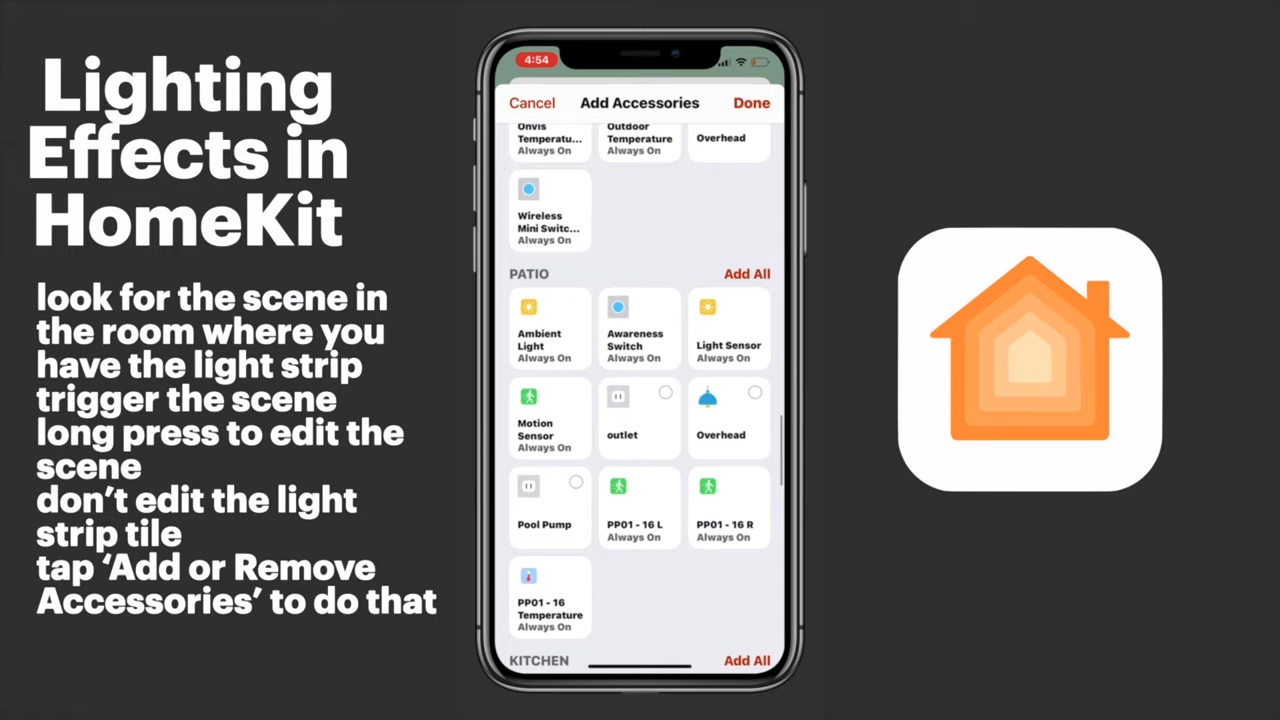 Lighting
Effects in
HomeKit
look for the scene in
the room where you
have the light strip
trigger the scene
long press to edit the
scene
don’t edit the light
strip tile
tap ‘Add or Remove
Accessories’ to do that
4:54
Cancel
Add Accessories
Done
Onvis
Temperatu...
Always On
Outdoor
Temperature
Always On
Overhead
Wireless
Mini Switc...
Always On
PATIO
Add All
Ambient
Light
Always On
Awareness
Switch
Always On
Light Sensor
Always On
Motion
Sensor
Always On
outlet
Overhead
Pool Pump
PP01 - 16 L
Always On
PP01 - 16 R
Always On
PP01 - 16
Temperature
Always On
KITCHEN
Add All